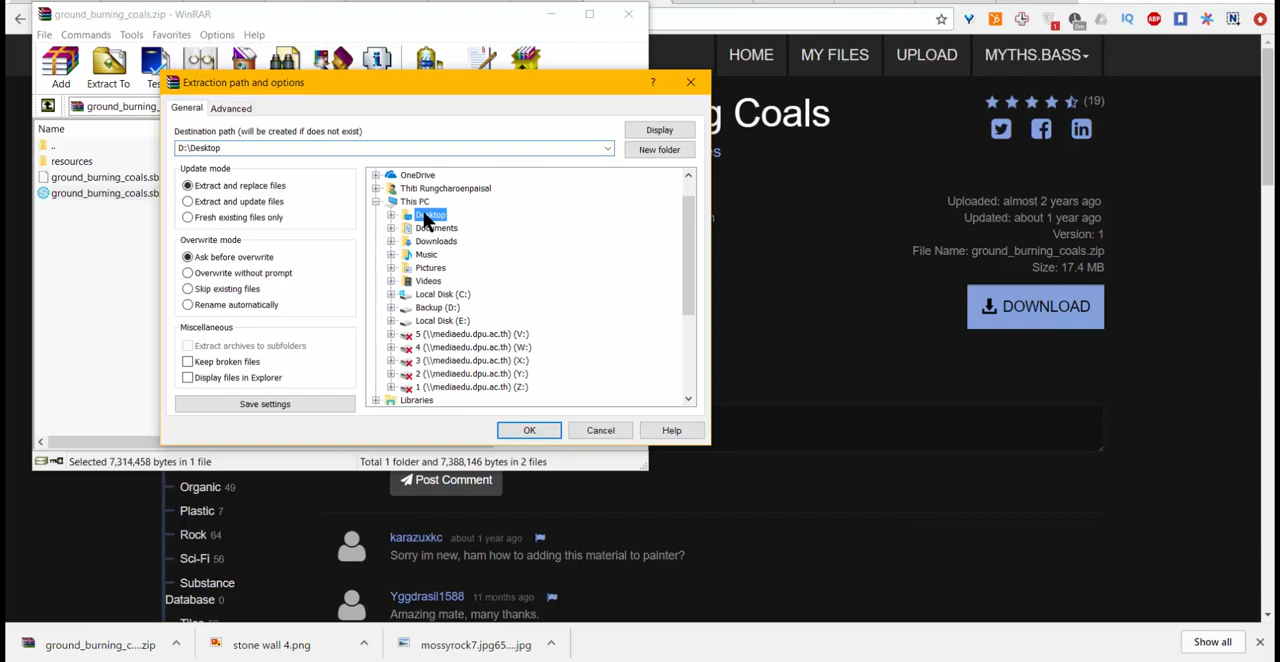 ground_burning_coals.zip - WinRAR
File Commands Tools Favorites Options Help
Add Extract To
HOME MY FILES UPLOAD MYTHS.BASS
IQ ABP
1 0m
Extraction path and options
?
General Advanced
ground_burning_
Destination path (will be created if does not exist)
D:\Desktop
Display
New folder
Name
..
resources
ground_burning_coals.sb
ground_burning_coals.sb
Update mode
Extract and replace files
Extract and update files
Fresh existing files only
Overwrite mode
Ask before overwrite
Overwrite without prompt
Skip existing files
Rename automatically
Miscellaneous
Extract archives to subfolders
Keep broken files
Display files in Explorer
Save settings
OneDrive
Thiti Rungcharoenpaisal
This PC
Desktop
Documents
Downloads
Music
Pictures
Videos
Local Disk (C:)
Backup (D:)
Local Disk (E:)
5 (\\mediaedu.dpu.ac.th) (V:)
4 (\\mediaedu.dpu.ac.th) (W:)
3 (\\mediaedu.dpu.ac.th) (X:)
2 (\\mediaedu.dpu.ac.th) (Y:)
1 (\\mediaedu.dpu.ac.th) (Z:)
Libraries
OK Cancel Help
Selected 7,314,458 bytes in 1 file
Total 1 folder and 7,388,146 bytes in 2 files
g Coals
(19)
Uploaded: almost 2 years ago
Updated: about 1 year ago
Version: 1
File Name: ground_burning_coals.zip
Size: 17.4 MB
DOWNLOAD
Organic 49
Plastic 7
Rock 64
Sci-Fi 56
Substance
Database 0
Post Comment
karazuxkc about 1 year ago
Sorry im new, ham how to adding this material to painter?
Yggdrasil1588 11 months ago
Amazing mate, many thanks.
ground_burning_c....zip
stone wall 4.png
mossyrock7.jpg65....jpg
Show all